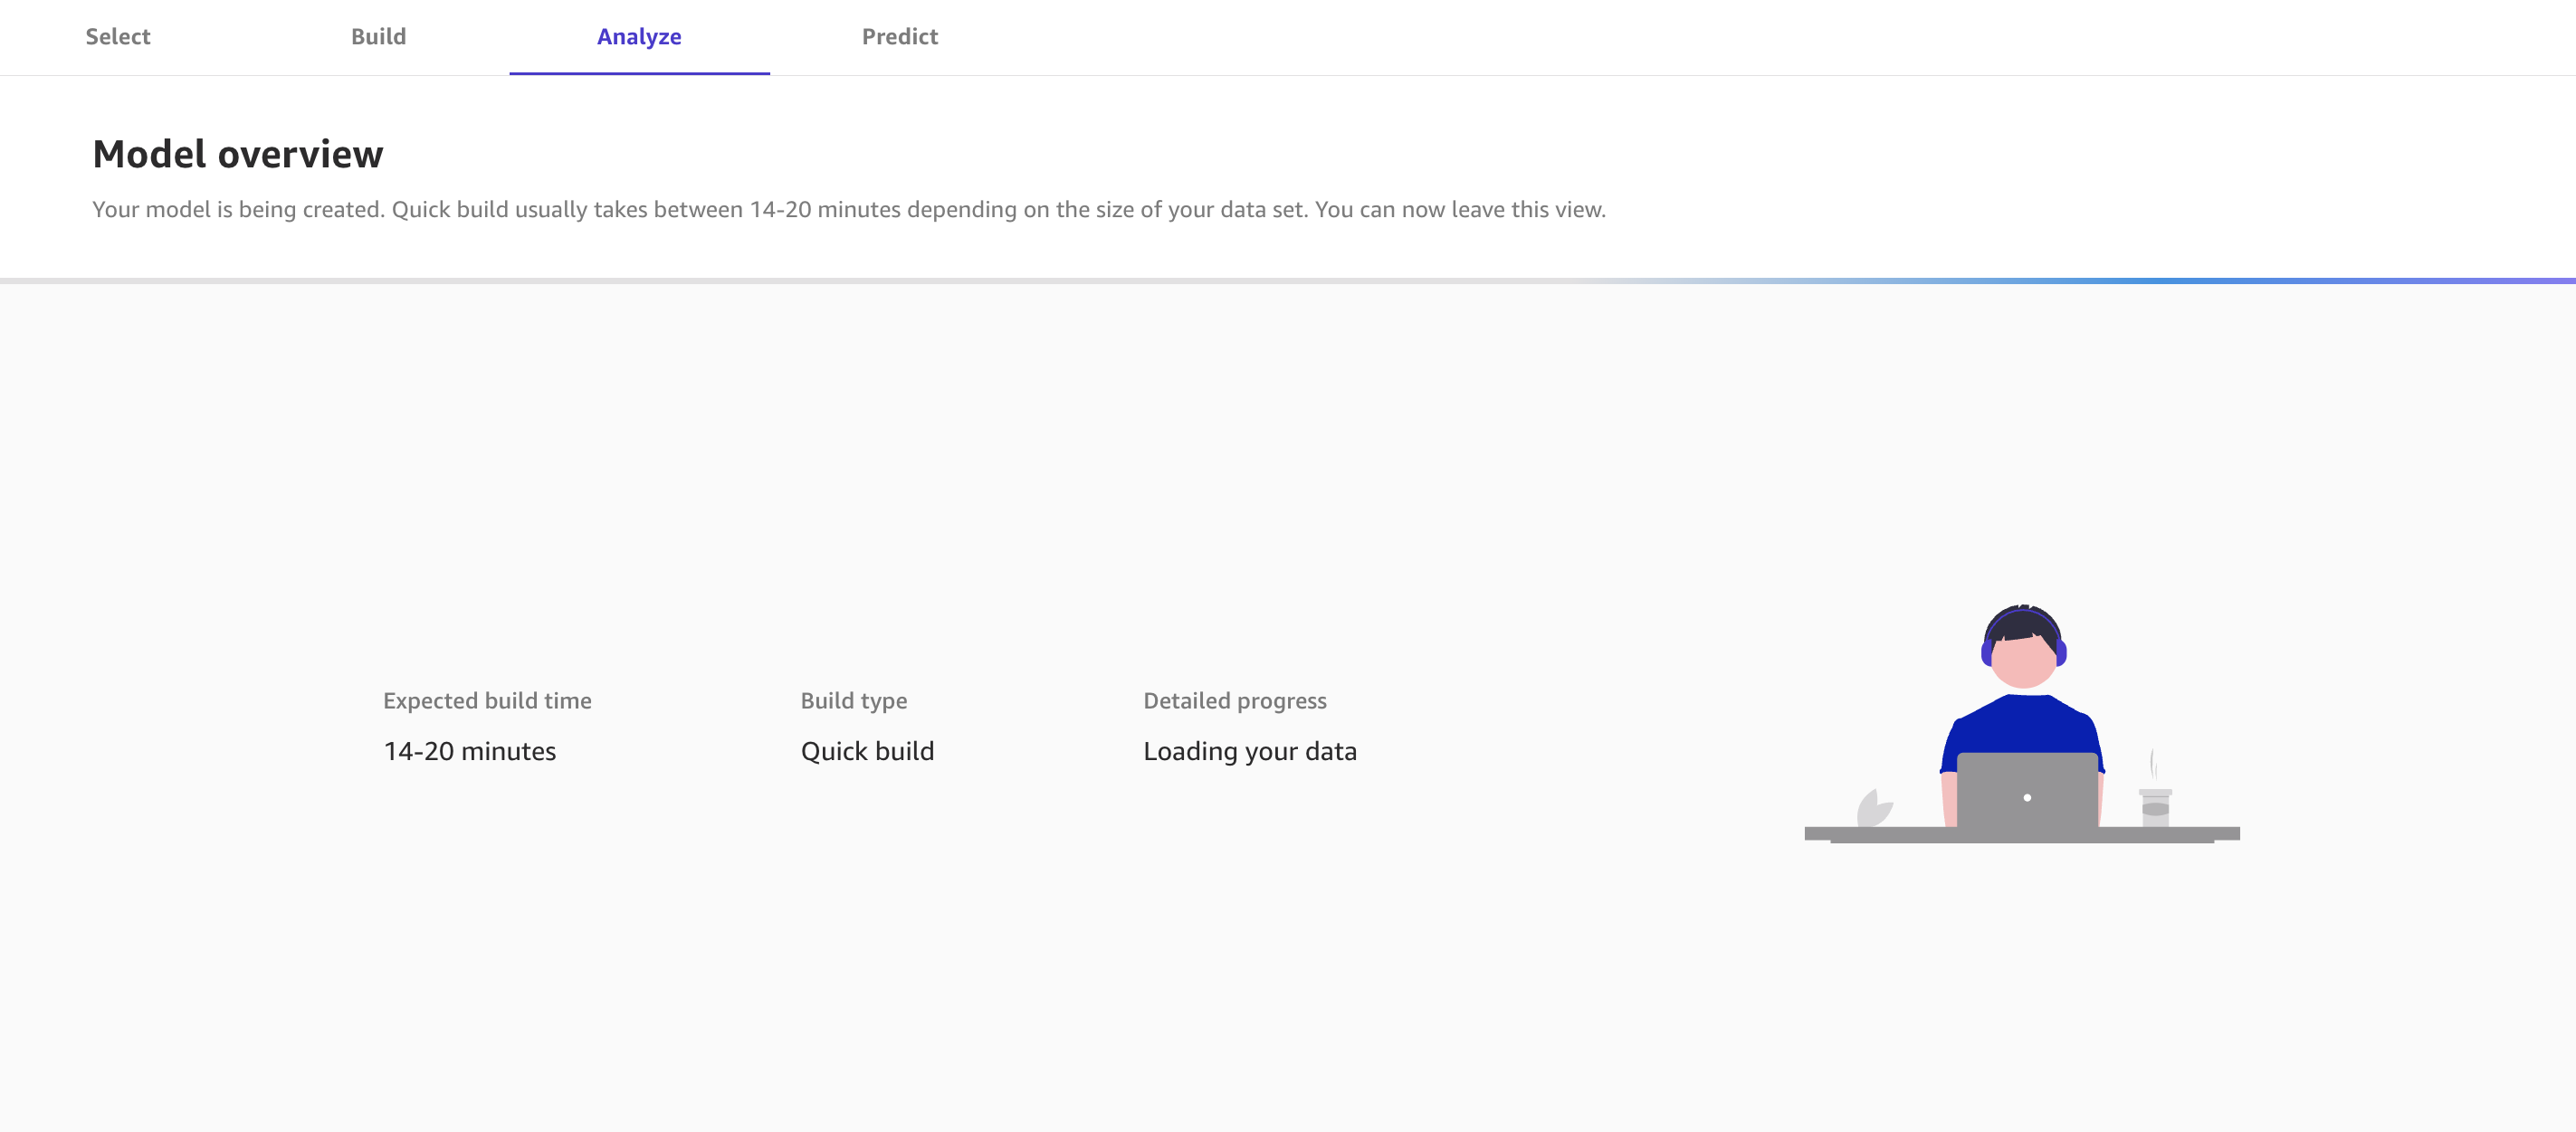 Select Build Analyze Predict
Model overview
Your model is being created. Quick build usually takes between 14-20 minutes depending on the size of your data set. You can now leave this view.
Expected build time Build type Detailed progress
14-20 minutes Quick build Loading your data